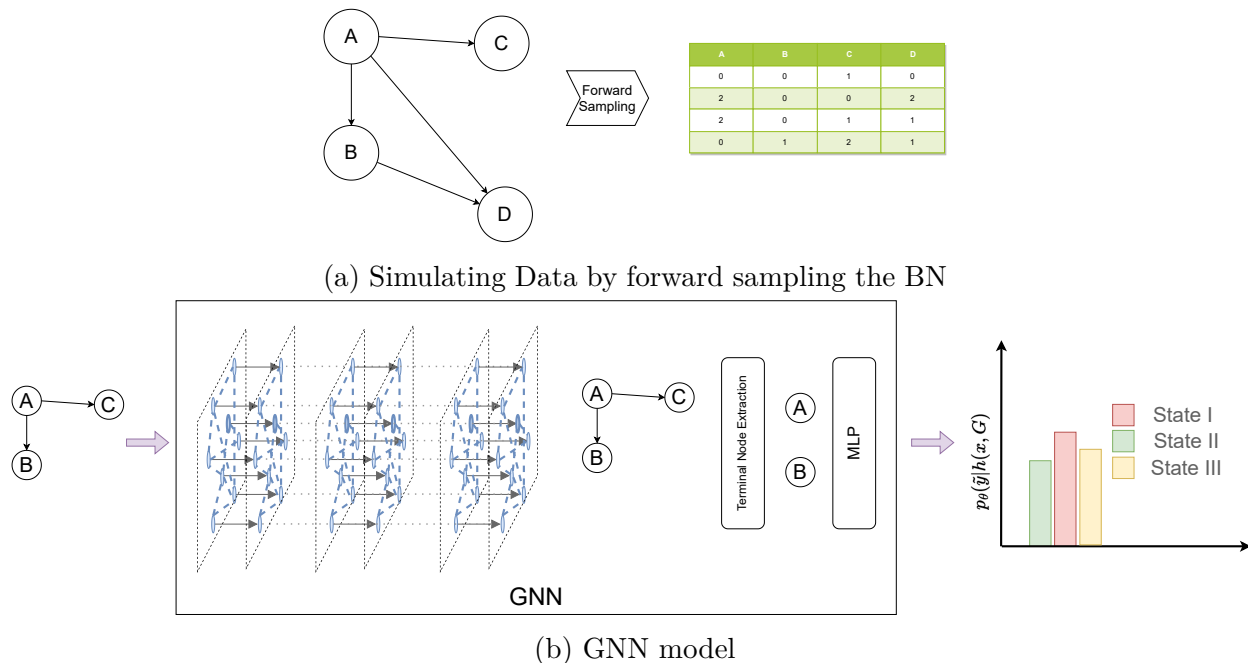 A
C
B
D
Forward
Sampling
A B C D
0 0 1 0
2 0 0 2
2 0 1 1
0 1 2 1
(a) Simulating Data by forward sampling the BN
A
C
B
A
C
B
Terminal Node Extraction
A
B
MLP
GNN
p_θ(ỹ|h(x, G)
State I
State II
State III
(b) GNN model